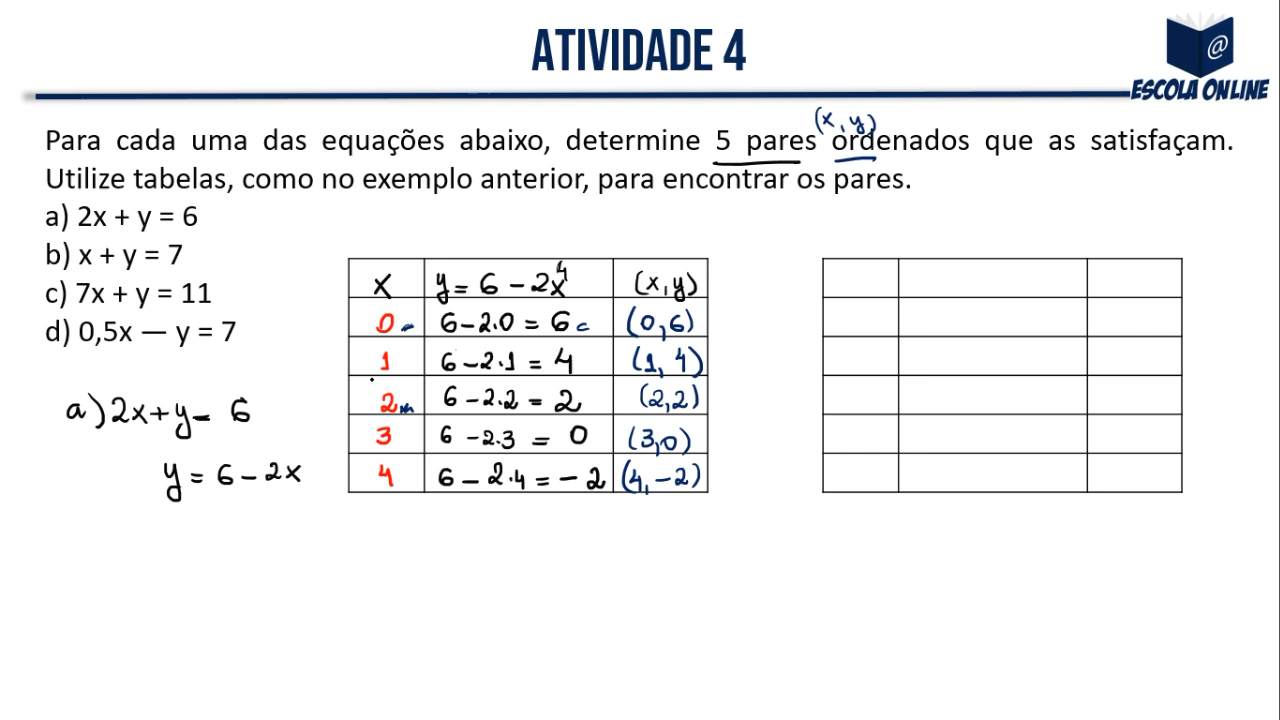 ATIVIDADE 4
@
ESCOLA ONLINE
(x, y)
Para cada uma das equações abaixo, determine 5 pares ordenados que as satisfaçam.
Utilize tabelas, como no exemplo anterior, para encontrar os pares.
a) 2x + y = 6
b) x + y = 7
c) 7x + y = 11
d) 0,5x — y = 7
a) 2x + y = 6
y = 6 - 2x
x y = 6 - 2x 4 (x, y)
0 6 - 2.0 = 6 (0,6)
1 6 - 2.1 = 4 (1, 4)
2 6 - 2.2 = 2 (2,2)
3 6 - 2.3 = 0 (3,0)
4 6 - 2.4 = -2 (4, -2)